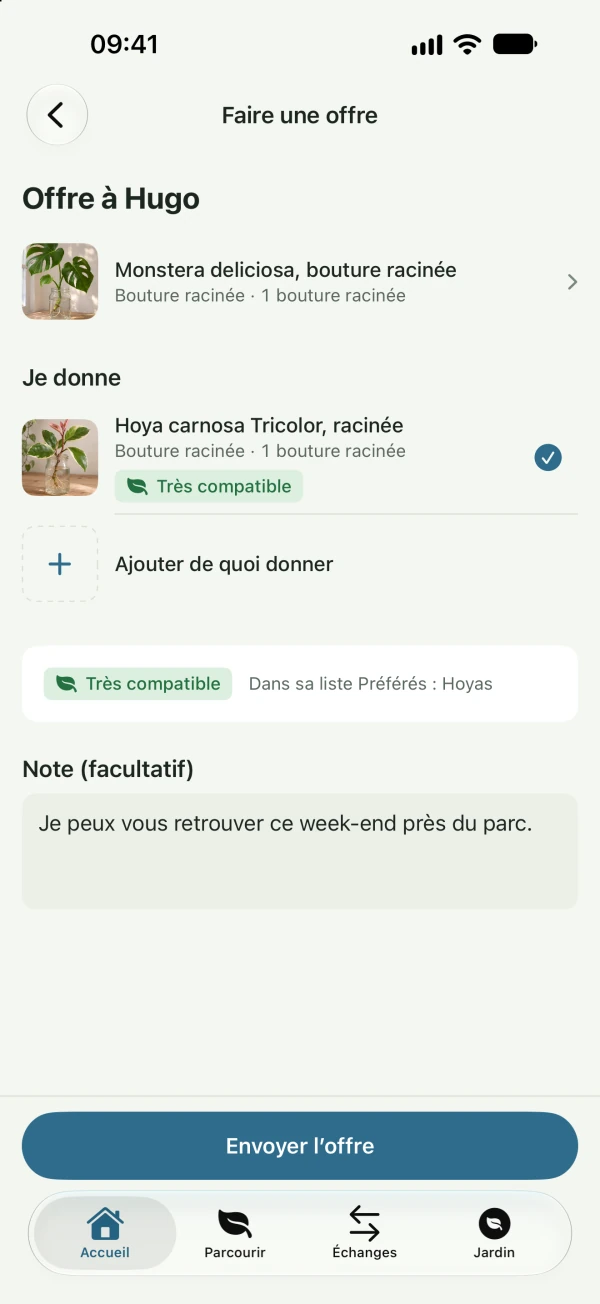 09:41
Faire une offre
Offre à Hugo
Monstera deliciosa, bouture racinée
Bouture racinée · 1 bouture racinée
Je donne
Hoya carnosa Tricolor, racinée
Bouture racinée · 1 bouture racinée
Très compatible
Ajouter de quoi donner
Très compatible Dans sa liste Préférés : Hoyas
Note (facultatif)
Je peux vous retrouver ce week-end près du parc.
Envoyer l’offre
Accueil Parcourir Échanges Jardin